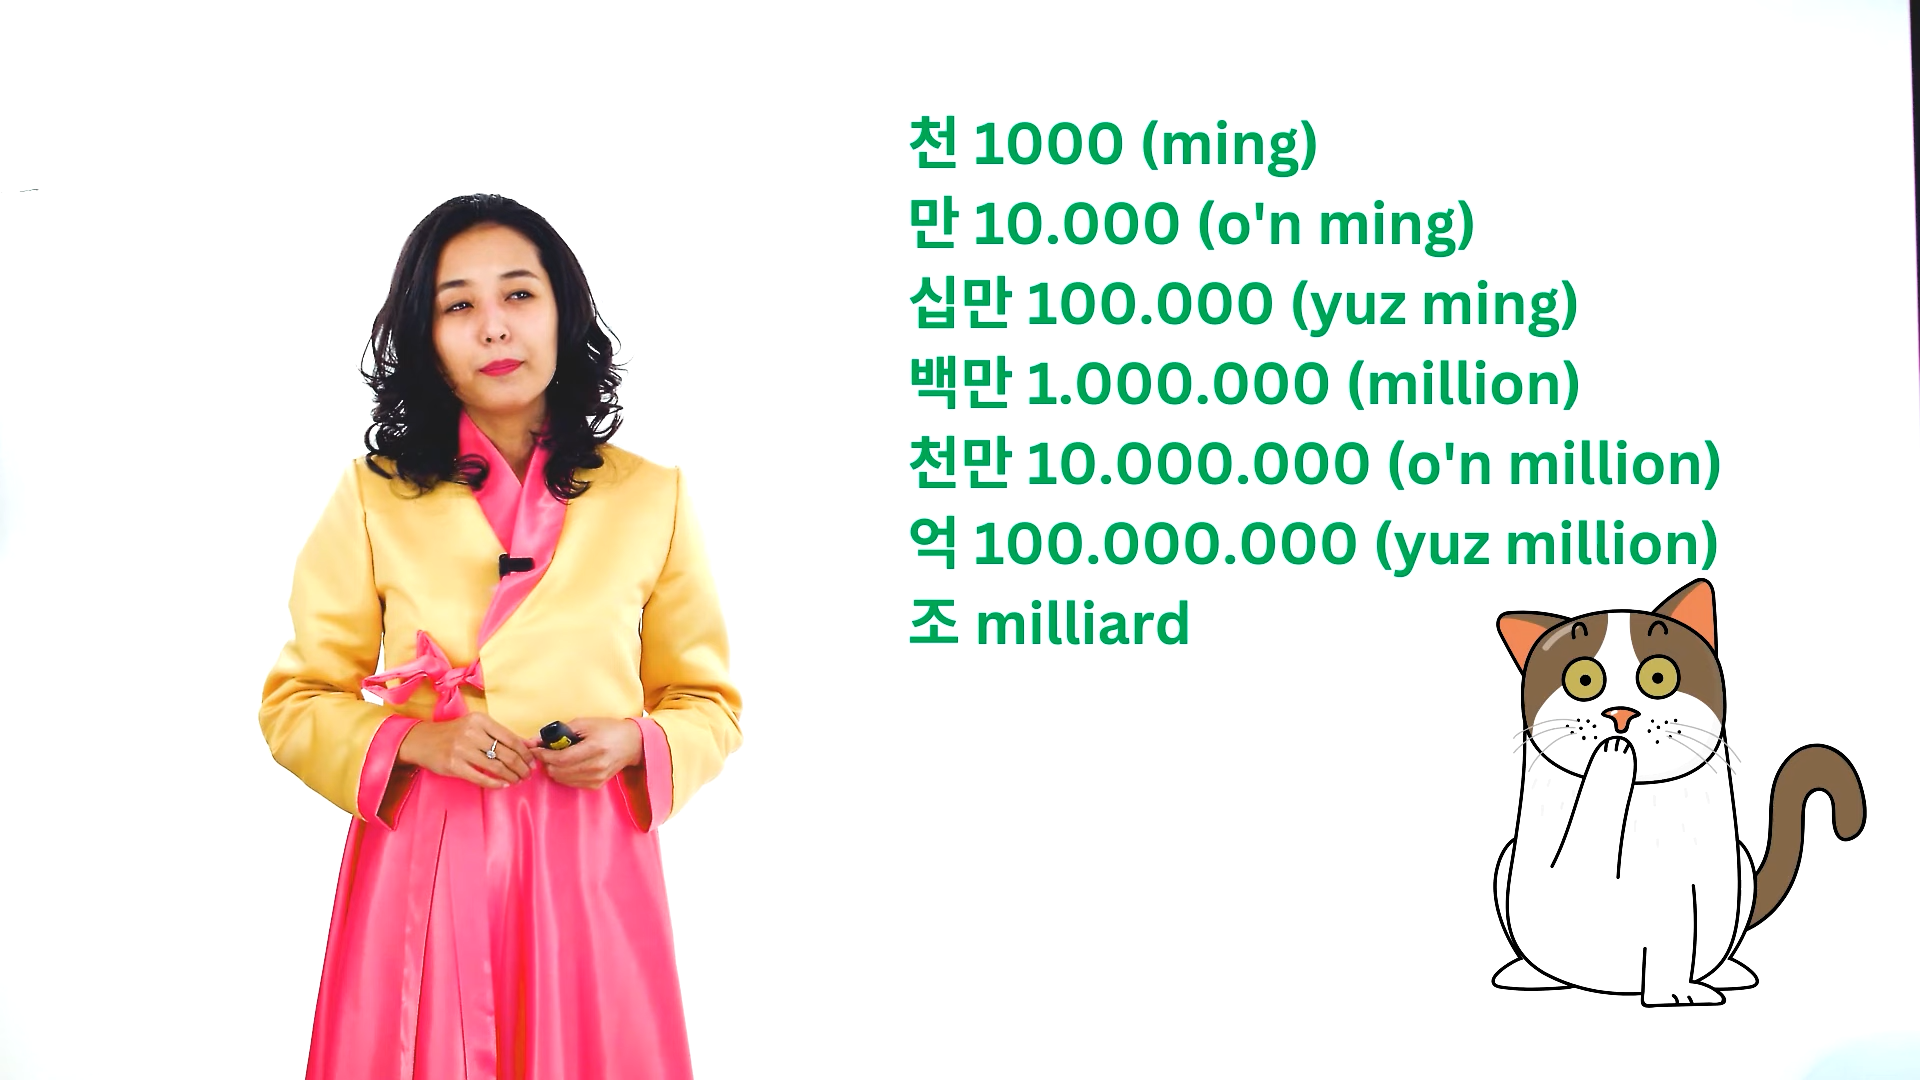 천 1000 (ming)
만 10.000 (o'n ming)
십만 100.000 (yuz ming)
백만 1.000.000 (million)
천만 10.000.000 (o'n million)
억 100.000.000 (yuz million)
조 milliard